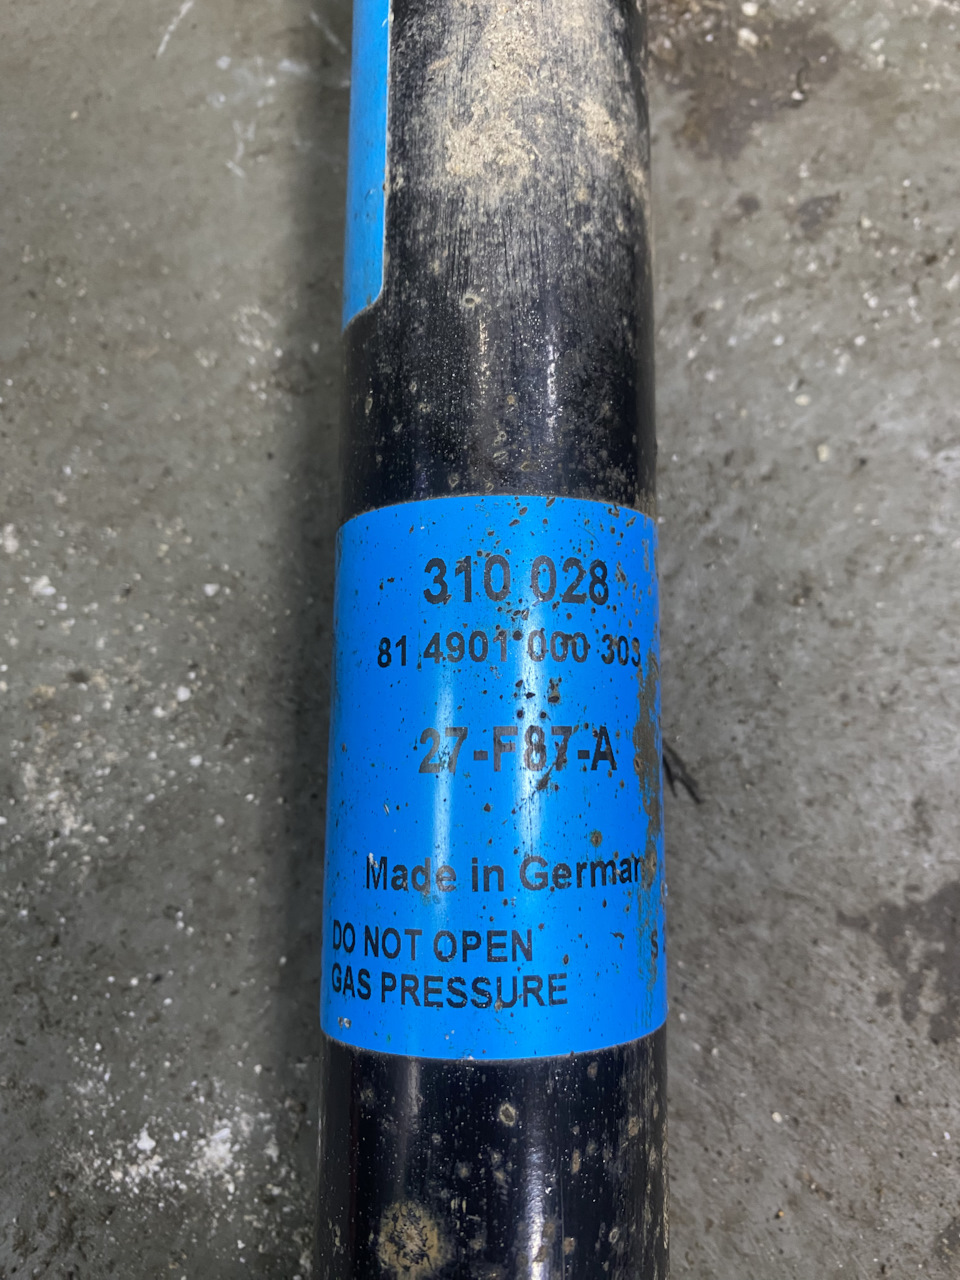 310 028
81 4901 000 303
27-F87-A
Made in German
DO NOT OPEN
GAS PRESSURE